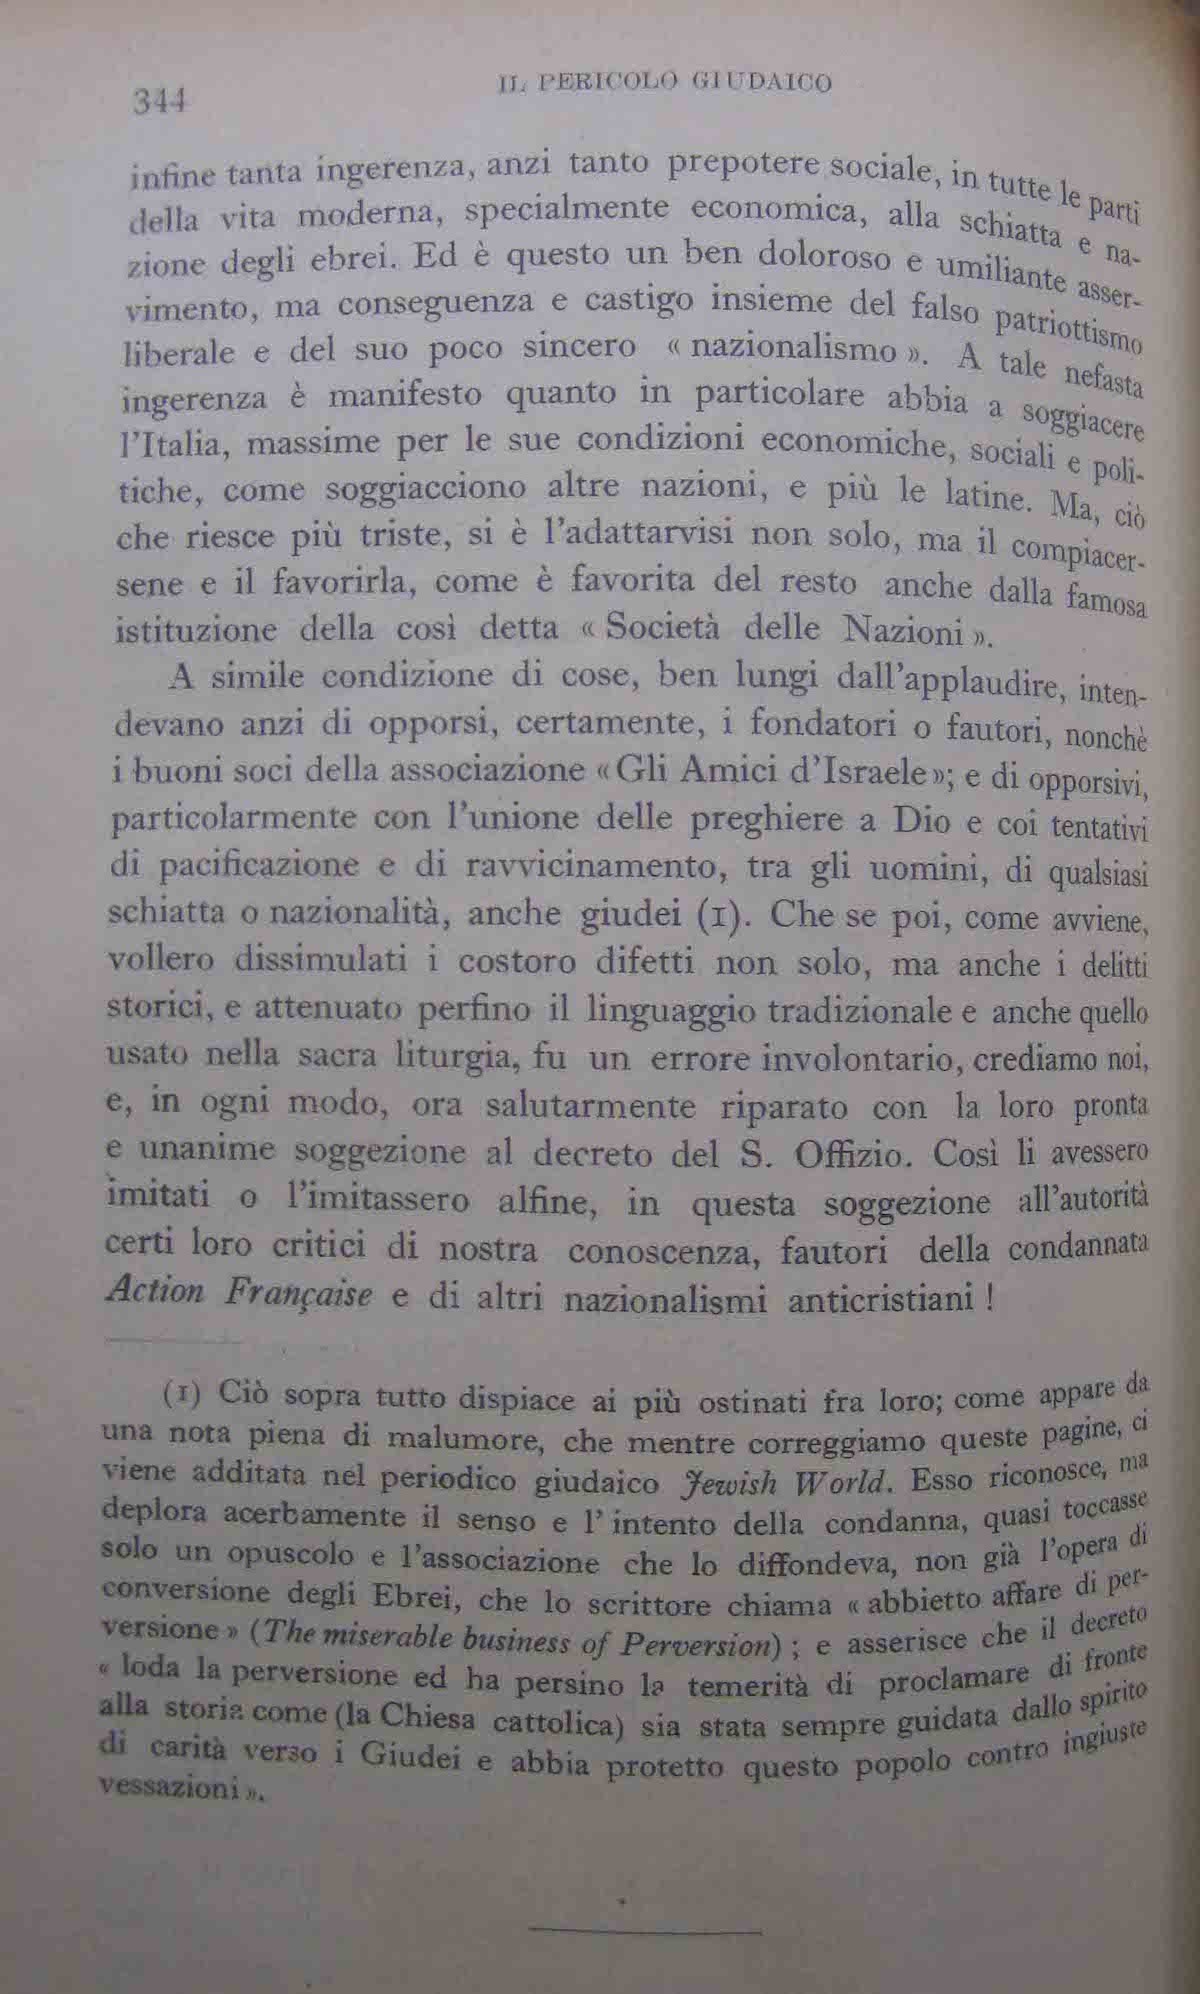 344
IL PERICOLO GIUDAICO
infine tanta ingerenza, anzi tanto prepotere sociale, in tutte le parti
della vita moderna, specialmente economica, alla schiatta e na-
zione degli ebrei. Ed è questo un ben doloroso e umiliante asser-
vimento, ma conseguenza e castigo insieme del falso patriottismo
liberale e del suo poco sincero « nazionalismo ». A tale nefasta
ingerenza è manifesto quanto in particolare abbia a soggiacere
l'Italia, massime per le sue condizioni economiche, sociali e poli-
tiche, come soggiacciono altre nazioni, e più le latine. Ma, ciò
che riesce più triste, si è l'adattarvisi non solo, ma il compiacer-
sene e il favorirla, come è favorita del resto anche dalla famosa
istituzione della così detta « Società delle Nazioni ».
A simile condizione di cose, ben lungi dall'applaudire, inten-
devano anzi di opporsi, certamente, i fondatori o fautori, nonchè
i buoni soci della associazione « Gli Amici d'Israele »; e di opporsivi,
particolarmente con l'unione delle preghiere a Dio e coi tentativi
di pacificazione e di ravvicinamento, tra gli uomini, di qualsiasi
schiatta o nazionalità, anche giudei (1). Che se poi, come avviene,
vollero dissimulati i costoro difetti non solo, ma anche i delitti
storici, e attenuato perfino il linguaggio tradizionale e anche quello
usato nella sacra liturgia, fu un errore involontario, crediamo noi,
e, in ogni modo, ora salutarmente riparato con la loro pronta
e unanime soggezione al decreto del S. Offizio. Così li avessero
imitati o l'imitassero alfine, in questa soggezione all'autorità
certi loro critici di nostra conoscenza, fautori della condannata
Action Française e di altri nazionalismi anticristiani !
(1) Ciò sopra tutto dispiace ai più ostinati fra loro; come appare da
una nota piena di malumore, che mentre correggiamo queste pagine, ci
viene additata nel periodico giudaico Jewish World. Esso riconosce, ma
deplora acerbamente il senso e l' intento della condanna, quasi toccasse
solo un opuscolo e l'associazione che lo diffondeva, non già l'opera di
conversione degli Ebrei, che lo scrittore chiama « abbietto affare di per-
versione » (The miserable business of Perversion) ; e asserisce che il decreto
« loda la perversione ed ha persino la temerità di proclamare di fronte
alla storia come (la Chiesa cattolica) sia stata sempre guidata dallo spirito
di carità verso i Giudei e abbia protetto questo popolo contro ingiuste
vessazioni ».